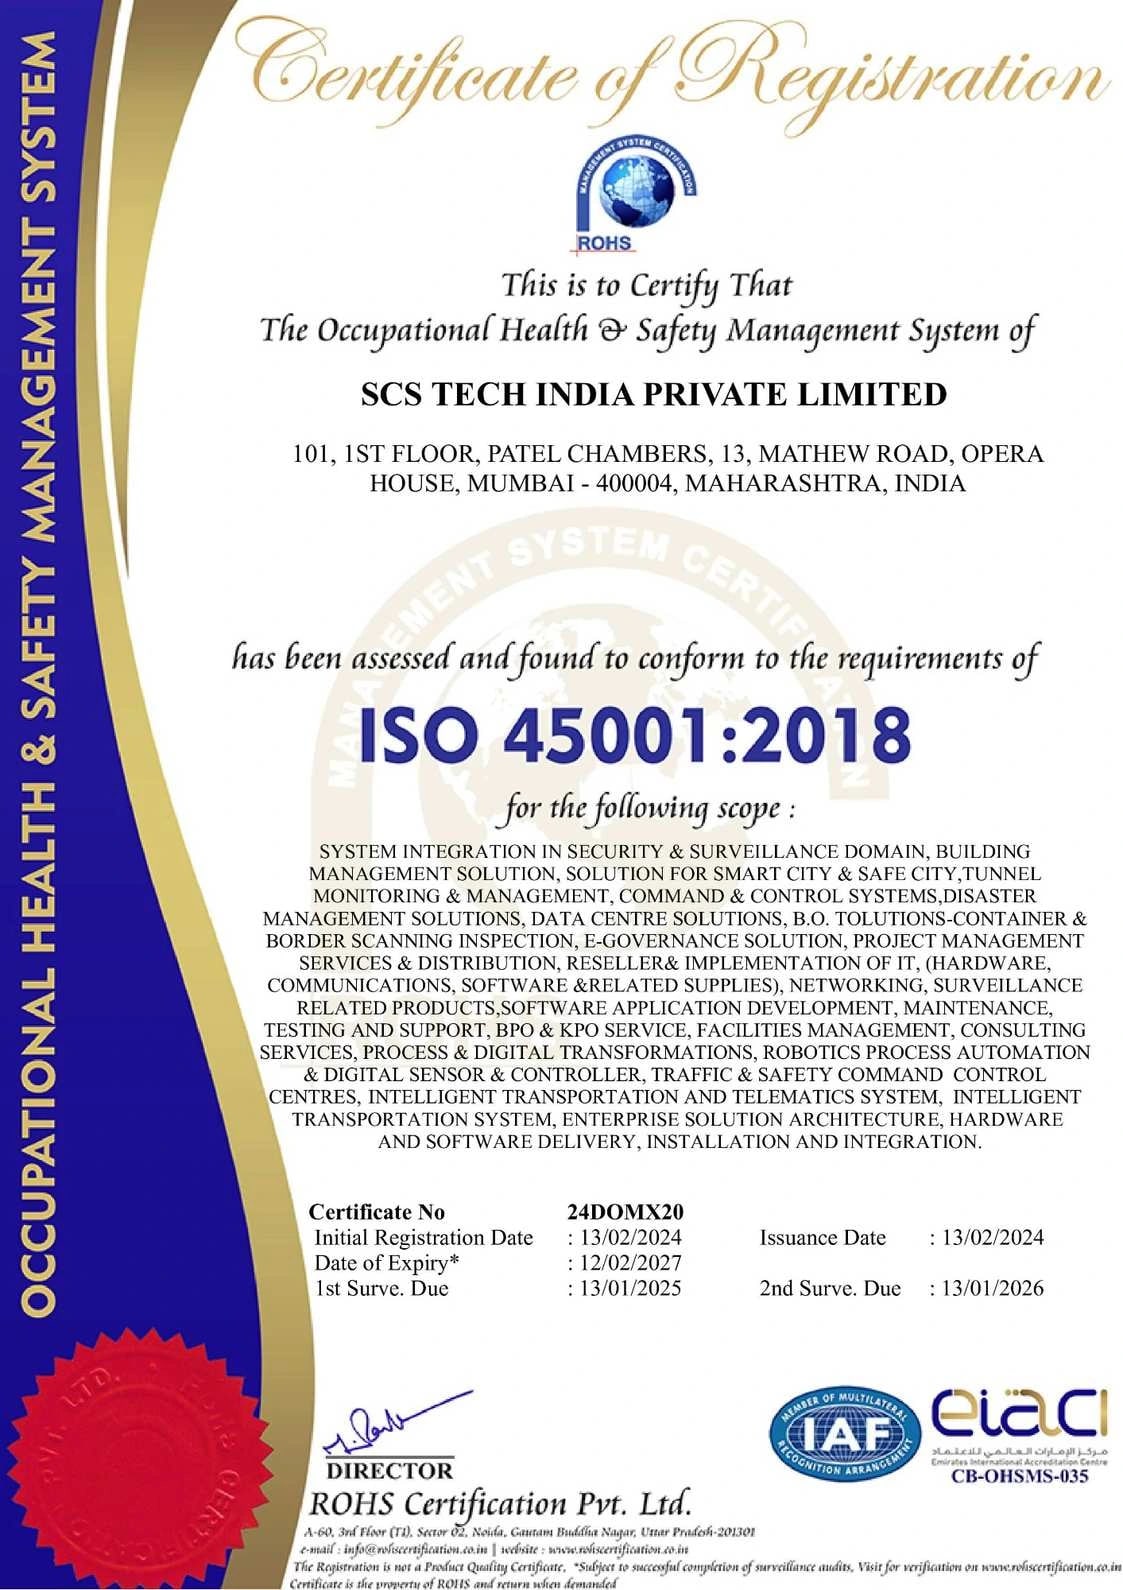 OCCUPATIONAL HEALTH & SAFETY MANAGEMENT SYSTEM
Certificate of Registration
MANAGEMENT SYSTEM CERTIFICATION
ROHS
This is to Certify That
The Occupational Health & Safety Management System of
SCS TECH INDIA PRIVATE LIMITED
101, 1ST FLOOR, PATEL CHAMBERS, 13, MATHEW ROAD, OPERA
HOUSE, MUMBAI - 400004, MAHARASHTRA, INDIA
MANAGEMENT SYSTEM CERTIFICATION
has been assessed and found to conform to the requirements of
ISO 45001:2018
for the following scope :
SYSTEM INTEGRATION IN SECURITY & SURVEILLANCE DOMAIN, BUILDING
MANAGEMENT SOLUTION, SOLUTION FOR SMART CITY & SAFE CITY,TUNNEL
MONITORING & MANAGEMENT, COMMAND & CONTROL SYSTEMS,DISASTER
MANAGEMENT SOLUTIONS, DATA CENTRE SOLUTIONS, B.O. TOLUTIONS-CONTAINER &
BORDER SCANNING INSPECTION, E-GOVERNANCE SOLUTION, PROJECT MANAGEMENT
SERVICES & DISTRIBUTION, RESELLER& IMPLEMENTATION OF IT, (HARDWARE,
COMMUNICATIONS, SOFTWARE &RELATED SUPPLIES), NETWORKING, SURVEILLANCE
RELATED PRODUCTS,SOFTWARE APPLICATION DEVELOPMENT, MAINTENANCE,
TESTING AND SUPPORT, BPO & KPO SERVICE, FACILITIES MANAGEMENT, CONSULTING
SERVICES, PROCESS & DIGITAL TRANSFORMATIONS, ROBOTICS PROCESS AUTOMATION
& DIGITAL SENSOR & CONTROLLER, TRAFFIC & SAFETY COMMAND CONTROL
CENTRES, INTELLIGENT TRANSPORTATION AND TELEMATICS SYSTEM, INTELLIGENT
TRANSPORTATION SYSTEM, ENTERPRISE SOLUTION ARCHITECTURE, HARDWARE
AND SOFTWARE DELIVERY, INSTALLATION AND INTEGRATION.
ROHS
Certificate No 24DOMX20
Initial Registration Date : 13/02/2024 Issuance Date : 13/02/2024
Date of Expiry* : 12/02/2027
1st Surve. Due : 13/01/2025 2nd Surve. Due : 13/01/2026
MEMBER OF MULTILATERAL
IAF
RECOGNITION ARRANGEMENT
eiaci
مركز الإمارات العالمي للاعتماد
Emirates International Accreditation Centre
CB-OHSMS-035
DIRECTOR
ROHS Certification Pvt. Ltd.
A-60, 3rd Floor (T1), Sector 02, Noida, Gautam Buddha Nagar, Uttar Pradesh-201301
e-mail : info@rohscertification.co.in | website : www.rohscertification.co.in
The Registration is not a Product Quality Certificate, *Subject to successful completion of surveillance audits, Visit for verification on www.rohscertification.co.in
Certificate is the property of ROHS and return when demanded